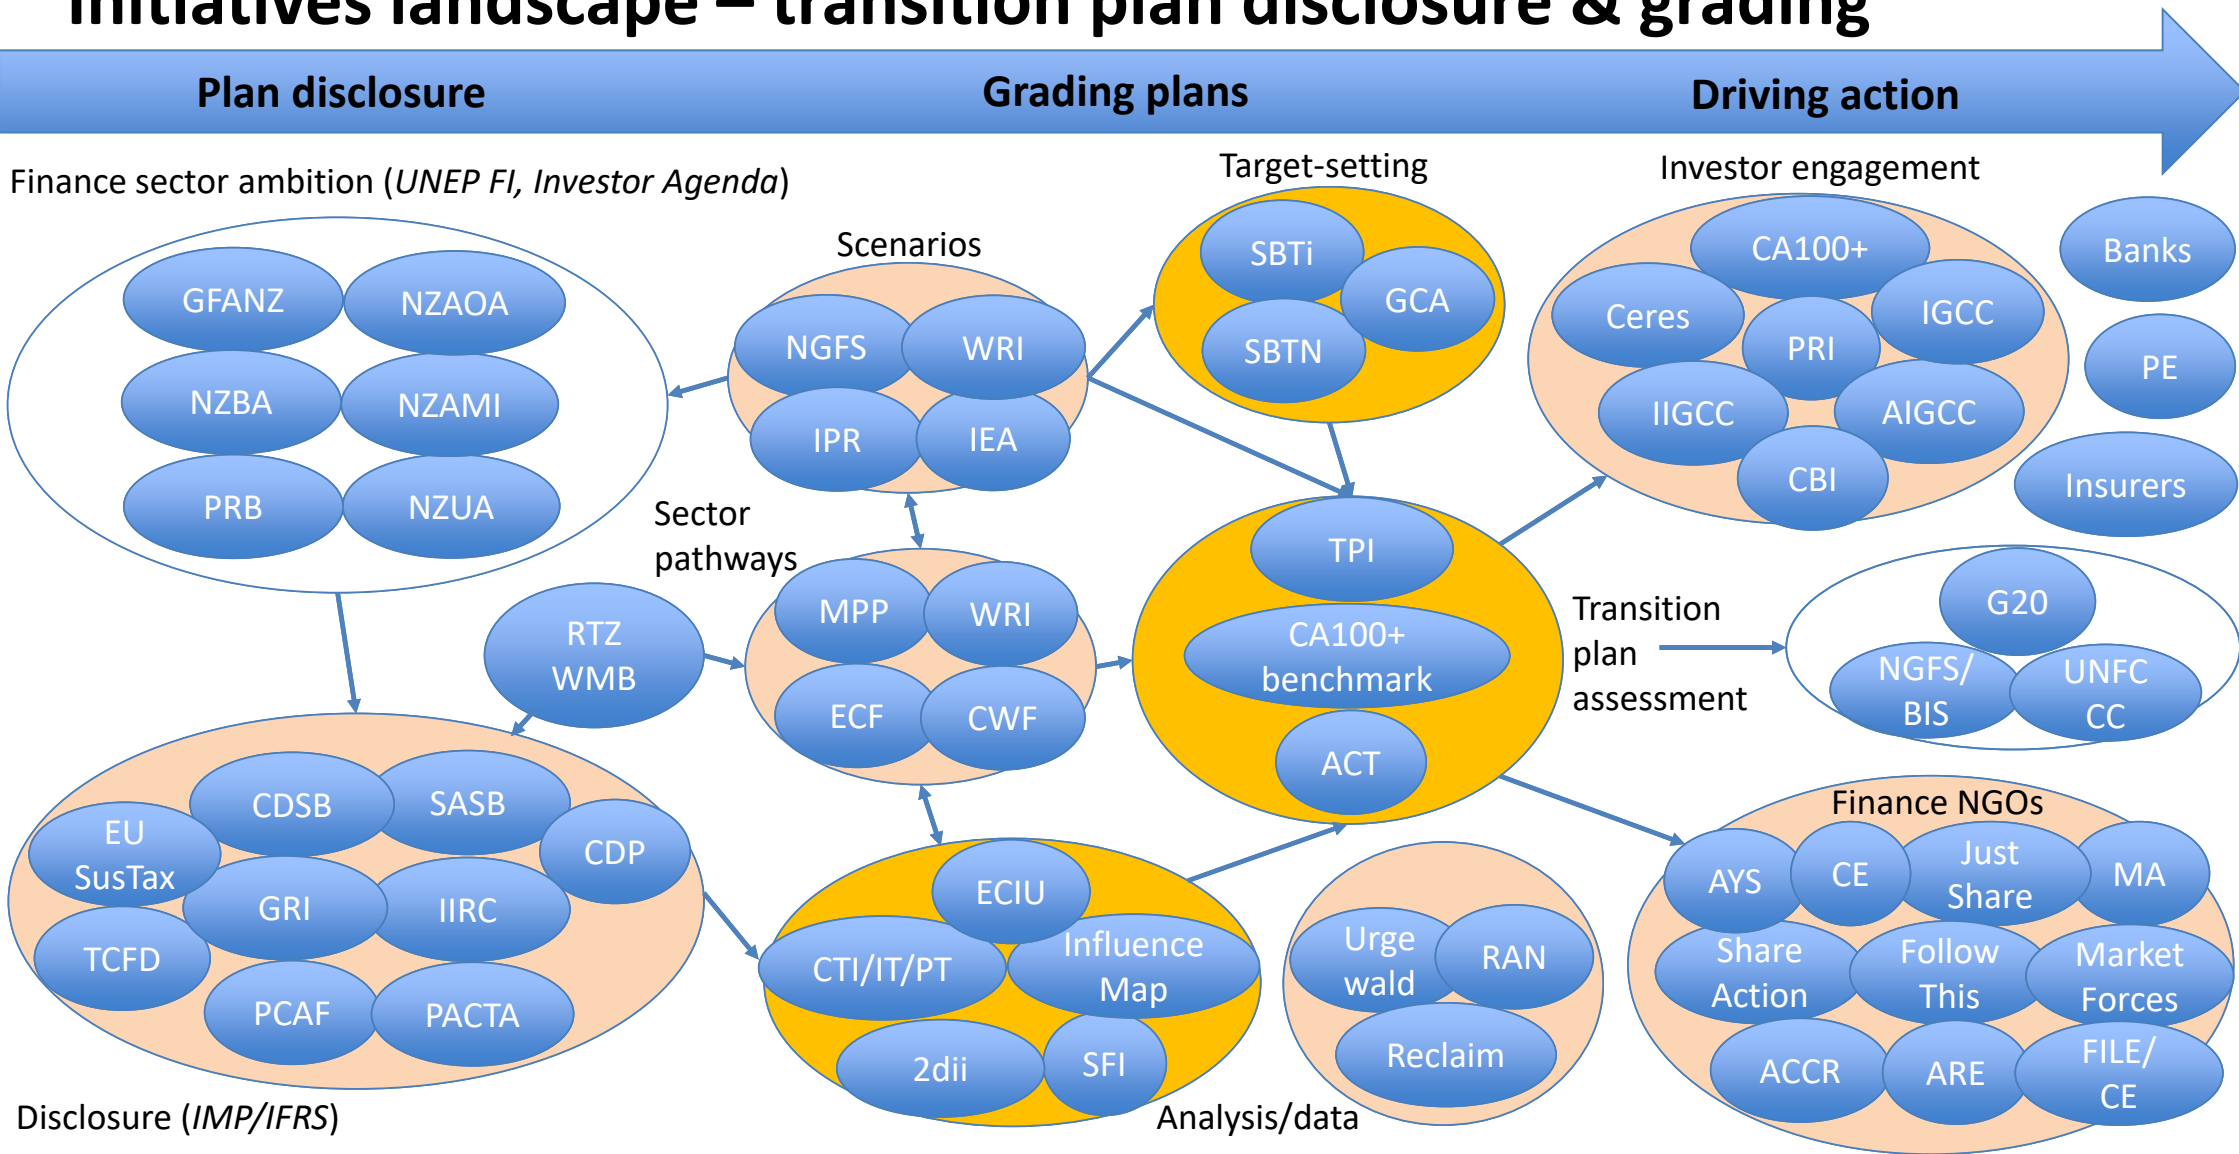 Initiatives landscape – transition plan disclosure & grading
Plan disclosure
Grading plans
Driving action
Finance sector ambition (UNEP FI, Investor Agenda)
GFANZ
NZAOA
NZBA
NZAMI
PRB
NZUA
Scenarios
NGFS
WRI
IPR
IEA
Target-setting
SBTi
GCA
SBTN
Investor engagement
CA100+
Ceres
IGCC
PRI
IIGCC
AIGCC
CBI
Banks
PE
Insurers
Sector
pathways
RTZ
WMB
MPP
WRI
ECF
CWF
TPI
CA100+
benchmark
ACT
Transition
plan
assessment
G20
NGFS/
BIS
UNFC
CC
CDSB
SASB
CDP
EU
SusTax
GRI
IIRC
TCFD
PCAF
PACTA
Disclosure (IMP/IFRS)
ECIU
CTI/IT/PT
Influence
Map
2dii
SFI
Analysis/data
Urge
wald
RAN
Reclaim
Finance NGOs
AYS
CE
Just
Share
MA
Share
Action
Follow
This
Market
Forces
ACCR
ARE
FILE/
CE